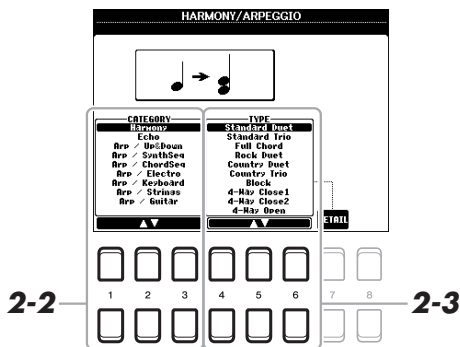 HARMONY/ARPEGGIO
CATEGORY
Harmony
Echo
Arp / Up&Down
Arp / SynthSeq
Arp / ChordSeq
Arp / Electro
Arp / Keyboard
Arp / Strings
Arp / Guitar
TYPE
Standard Duet
Standard Trio
Full Chord
Rock Duet
Country Duet
Country Trio
Block
4-Way Close1
4-Way Close2
4-Way Open
ETAIL
2-2
1 2 3 4 5 6 7 8
2-3